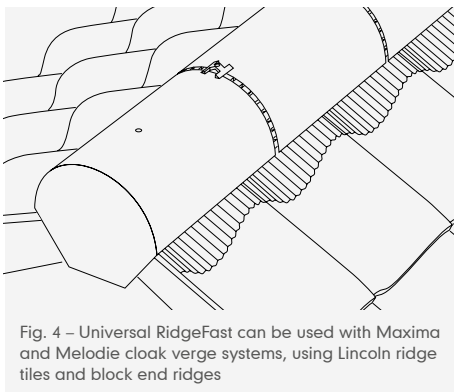 Fig. 4 – Universal RidgeFast can be used with Maxima
and Melodie cloak verge systems, using Lincoln ridge
tiles and block end ridges